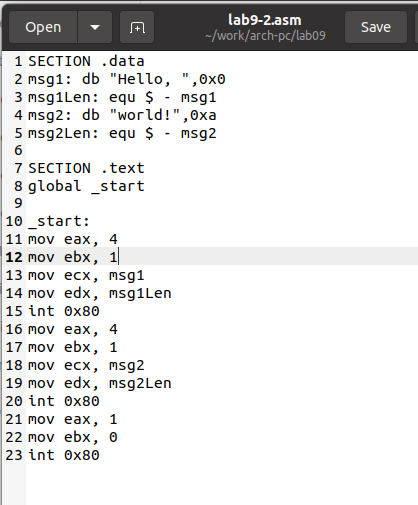 Open
lab9-2.asm
~/work/arch-pc/lab09
Save
1 SECTION .data
2 msg1: db "Hello, ",0x0
3 msg1Len: equ $ - msg1
4 msg2: db "world!",0xa
5 msg2Len: equ $ - msg2
6
7 SECTION .text
8 global _start
9
10 _start:
11 mov eax, 4
12 mov ebx, 1
13 mov ecx, msg1
14 mov edx, msg1Len
15 int 0x80
16 mov eax, 4
17 mov ebx, 1
18 mov ecx, msg2
19 mov edx, msg2Len
20 int 0x80
21 mov eax, 1
22 mov ebx, 0
23 int 0x80